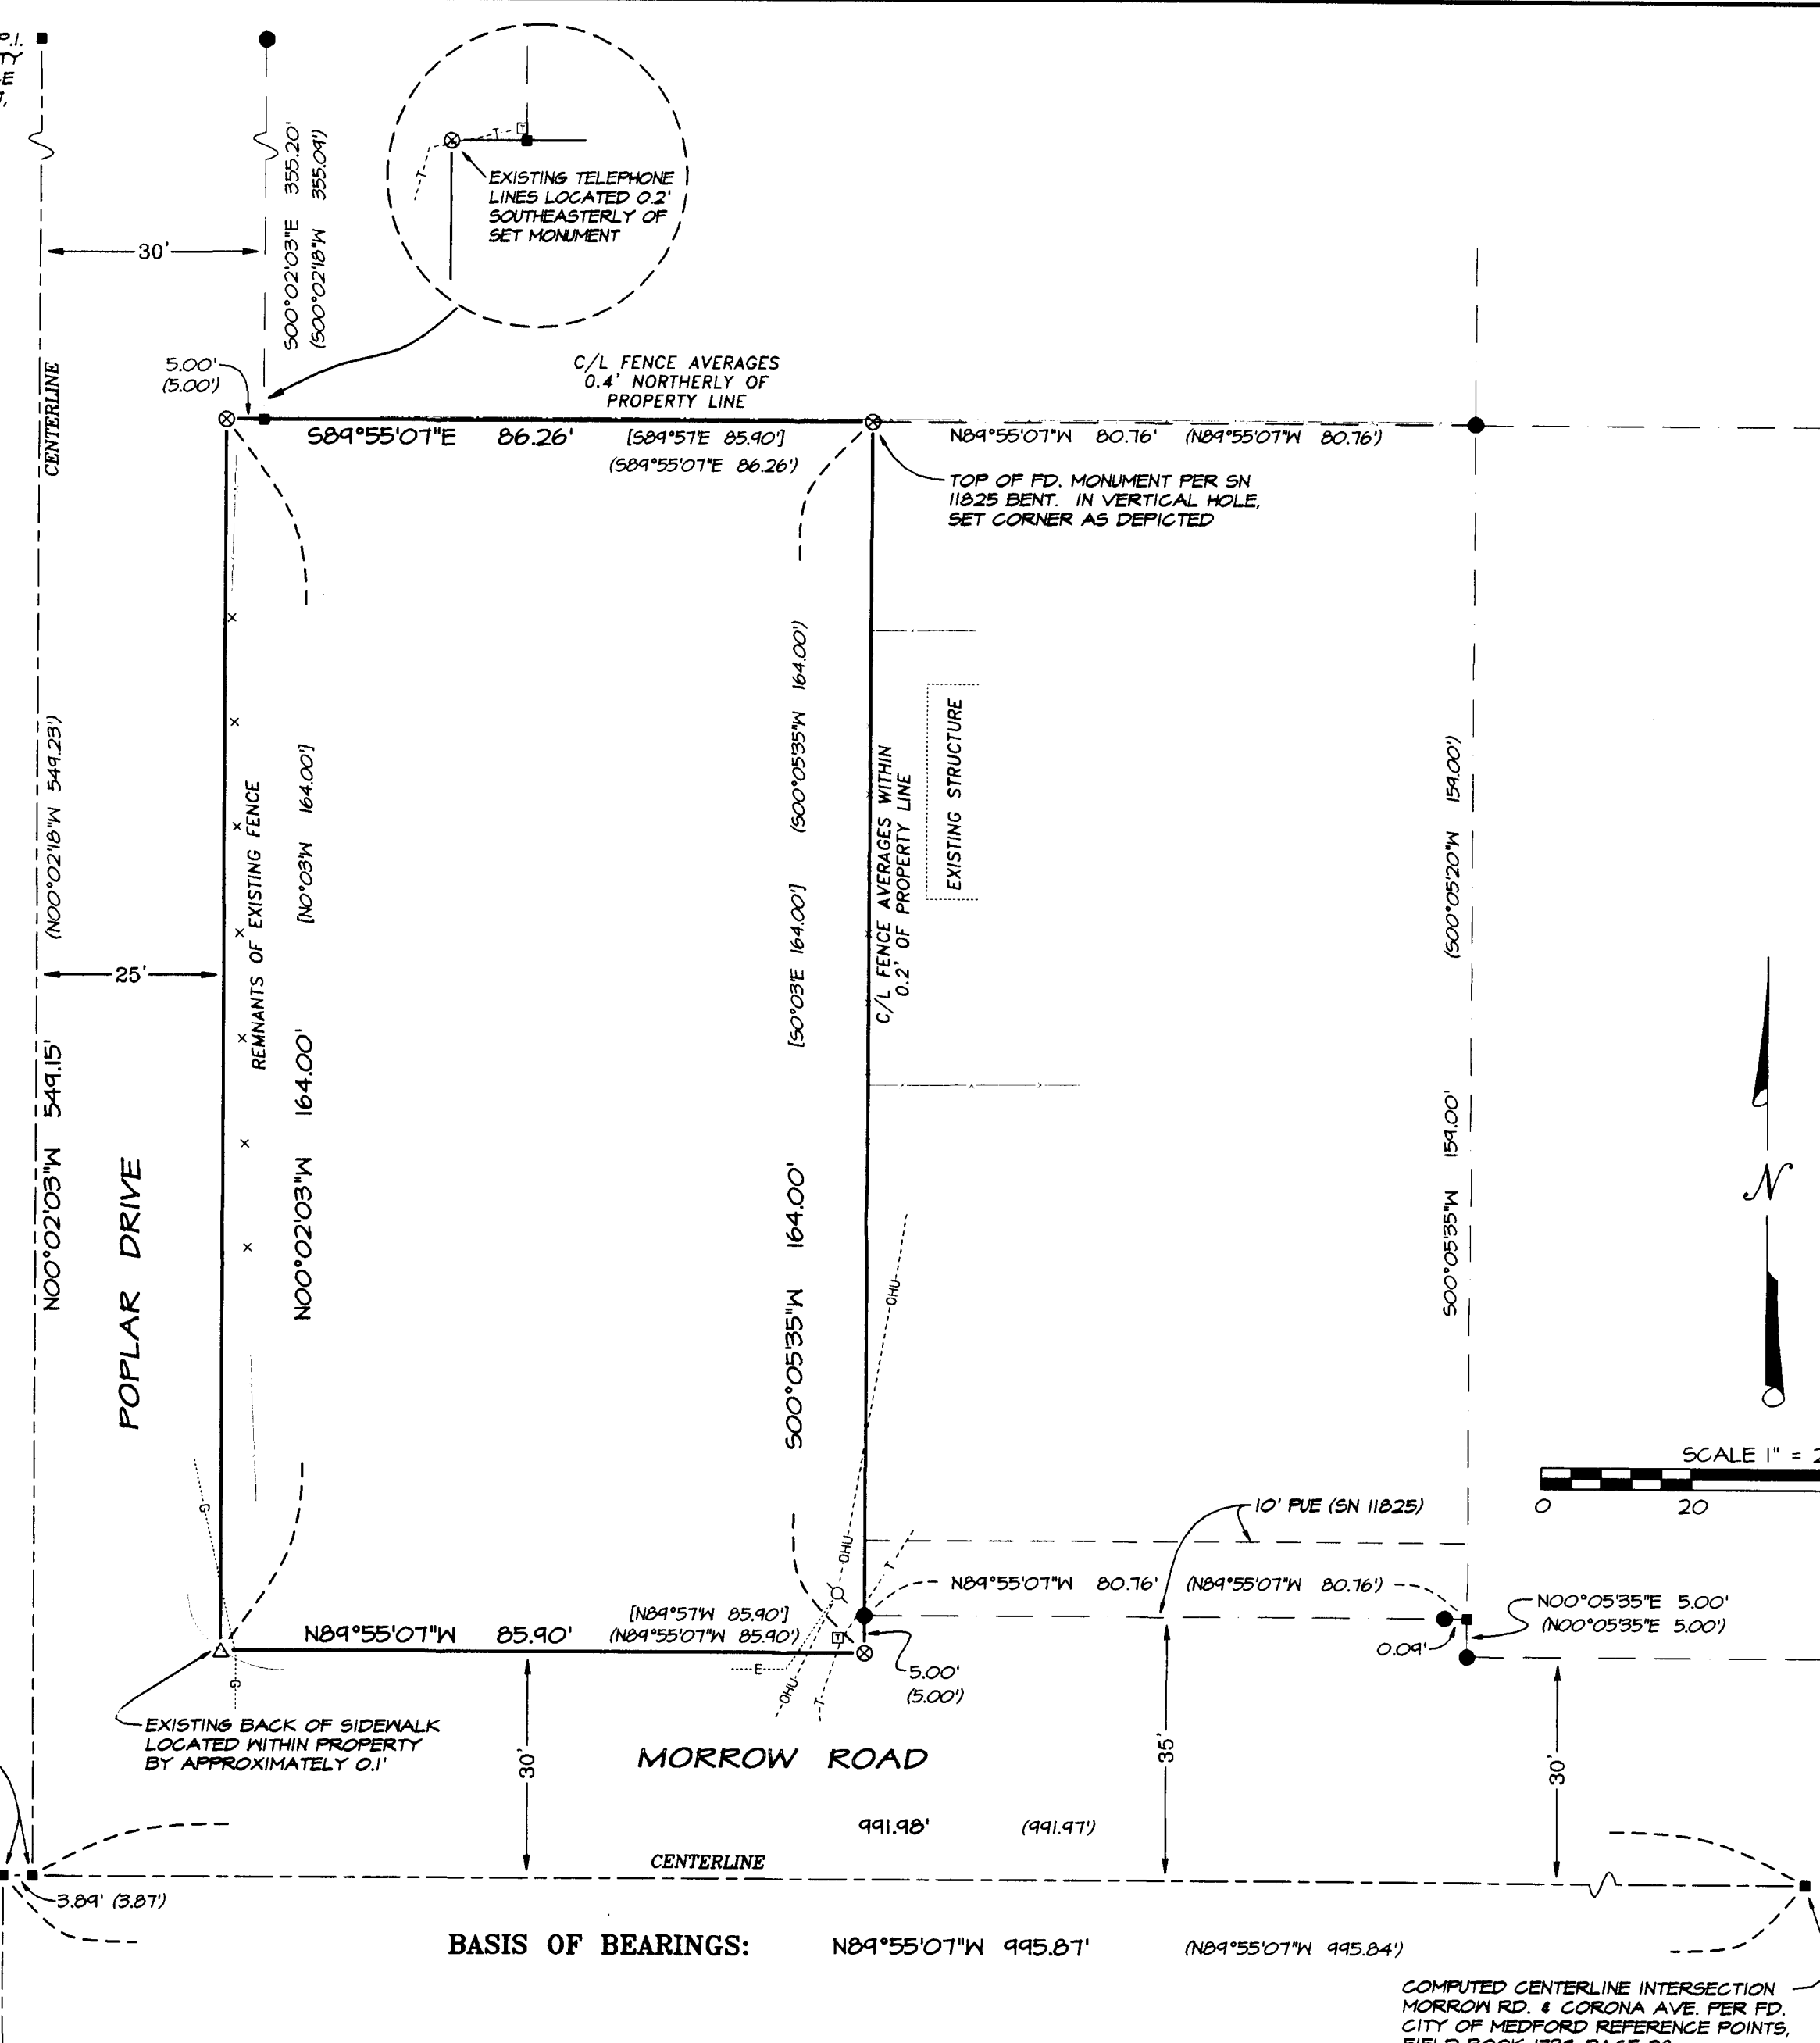 P.I.
TY
E
30'
S00°02'03"E 355.20'
(S00°02'18"W 355.09')
T
T
T
EXISTING TELEPHONE
LINES LOCATED 0.2'
SOUTHEASTERLY OF
SET MONUMENT
CENTERLINE
5.00'
(5.00')
C/L FENCE AVERAGES
0.4' NORTHERLY OF
PROPERTY LINE
S89°55'07"E 86.26' [S89°57'E 85.90']
(S89°55'07"E 86.26')
N89°55'07"W 80.76' (N89°55'07"W 80.76')
TOP OF FD. MONUMENT PER SN
11825 BENT. IN VERTICAL HOLE,
SET CORNER AS DEPICTED
N00°02'03"W 549.15' (N00°02'18"W 549.23')
25'
POPLAR DRIVE
REMNANTS OF EXISTING FENCE
N00°02'03"W 164.00' [N0°03'W 164.00']
S00°05'35"W 164.00' [S0°03'E 164.00'] (S00°05'35"W 164.00')
C/L FENCE AVERAGES WITHIN
0.2' OF PROPERTY LINE
EXISTING STRUCTURE
S00°05'35"W 159.00' (S00°05'20"W 159.00')
N
SCALE 1" = 2
0 20
OHU
OHU
OHU
T
T
T
E
G
G
10' PUE (SN 11825)
N89°55'07"W 80.76' (N89°55'07"W 80.76')
N00°05'35"E 5.00'
(N00°05'35"E 5.00')
0.09'
[N89°57'W 85.90']
N89°55'07"W 85.90' (N89°55'07"W 85.90')
5.00'
(5.00')
EXISTING BACK OF SIDEWALK
LOCATED WITHIN PROPERTY
BY APPROXIMATELY 0.1'
30'
MORROW ROAD
35'
30'
991.98' (991.97')
CENTERLINE
3.89' (3.87')
BASIS OF BEARINGS: N89°55'07"W 995.87' (N89°55'07"W 995.84')
COMPUTED CENTERLINE INTERSECTION
MORROW RD. & CORONA AVE. PER FD.
CITY OF MEDFORD REFERENCE POINTS,